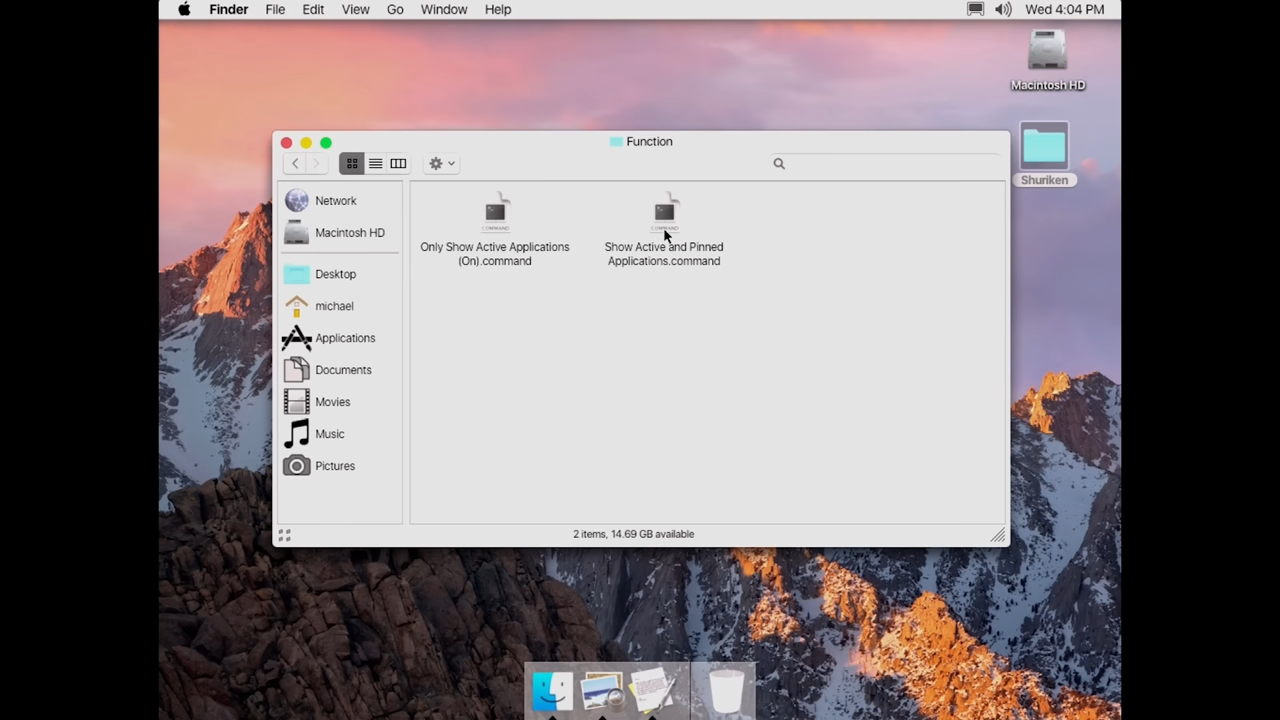 Finder File Edit View Go Window Help Wed 4:04 PM
Macintosh HD
Shuriken
Function
Network
Macintosh HD
Desktop
michael
Applications
Documents
Movies
Music
Pictures
COMMAND
Only Show Active Applications
(On).command
COMMAND
Show Active and Pinned
Applications.command
2 items, 14.69 GB available